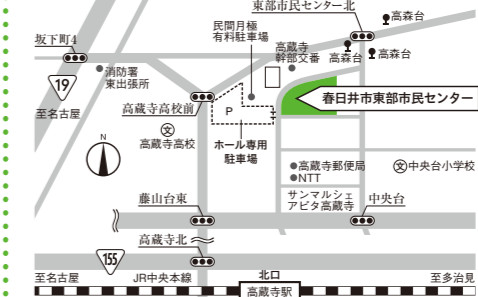 東部市民センター北
高森台
高森台
高森台
民間月極
有料駐車場
高蔵寺
幹部交番
坂下町4
消防署
東出張所
19
至名古屋
高蔵寺高校前
P
春日井市東部市民センター
文
高蔵寺高校
ホール専用
駐車場
N
高蔵寺郵便局
NTT
文中央台小学校
サンマルシェ
アピタ高蔵寺
中央台
藤山台東
高蔵寺北
155
至名古屋
JR中央本線
北口
高蔵寺駅
至多治見